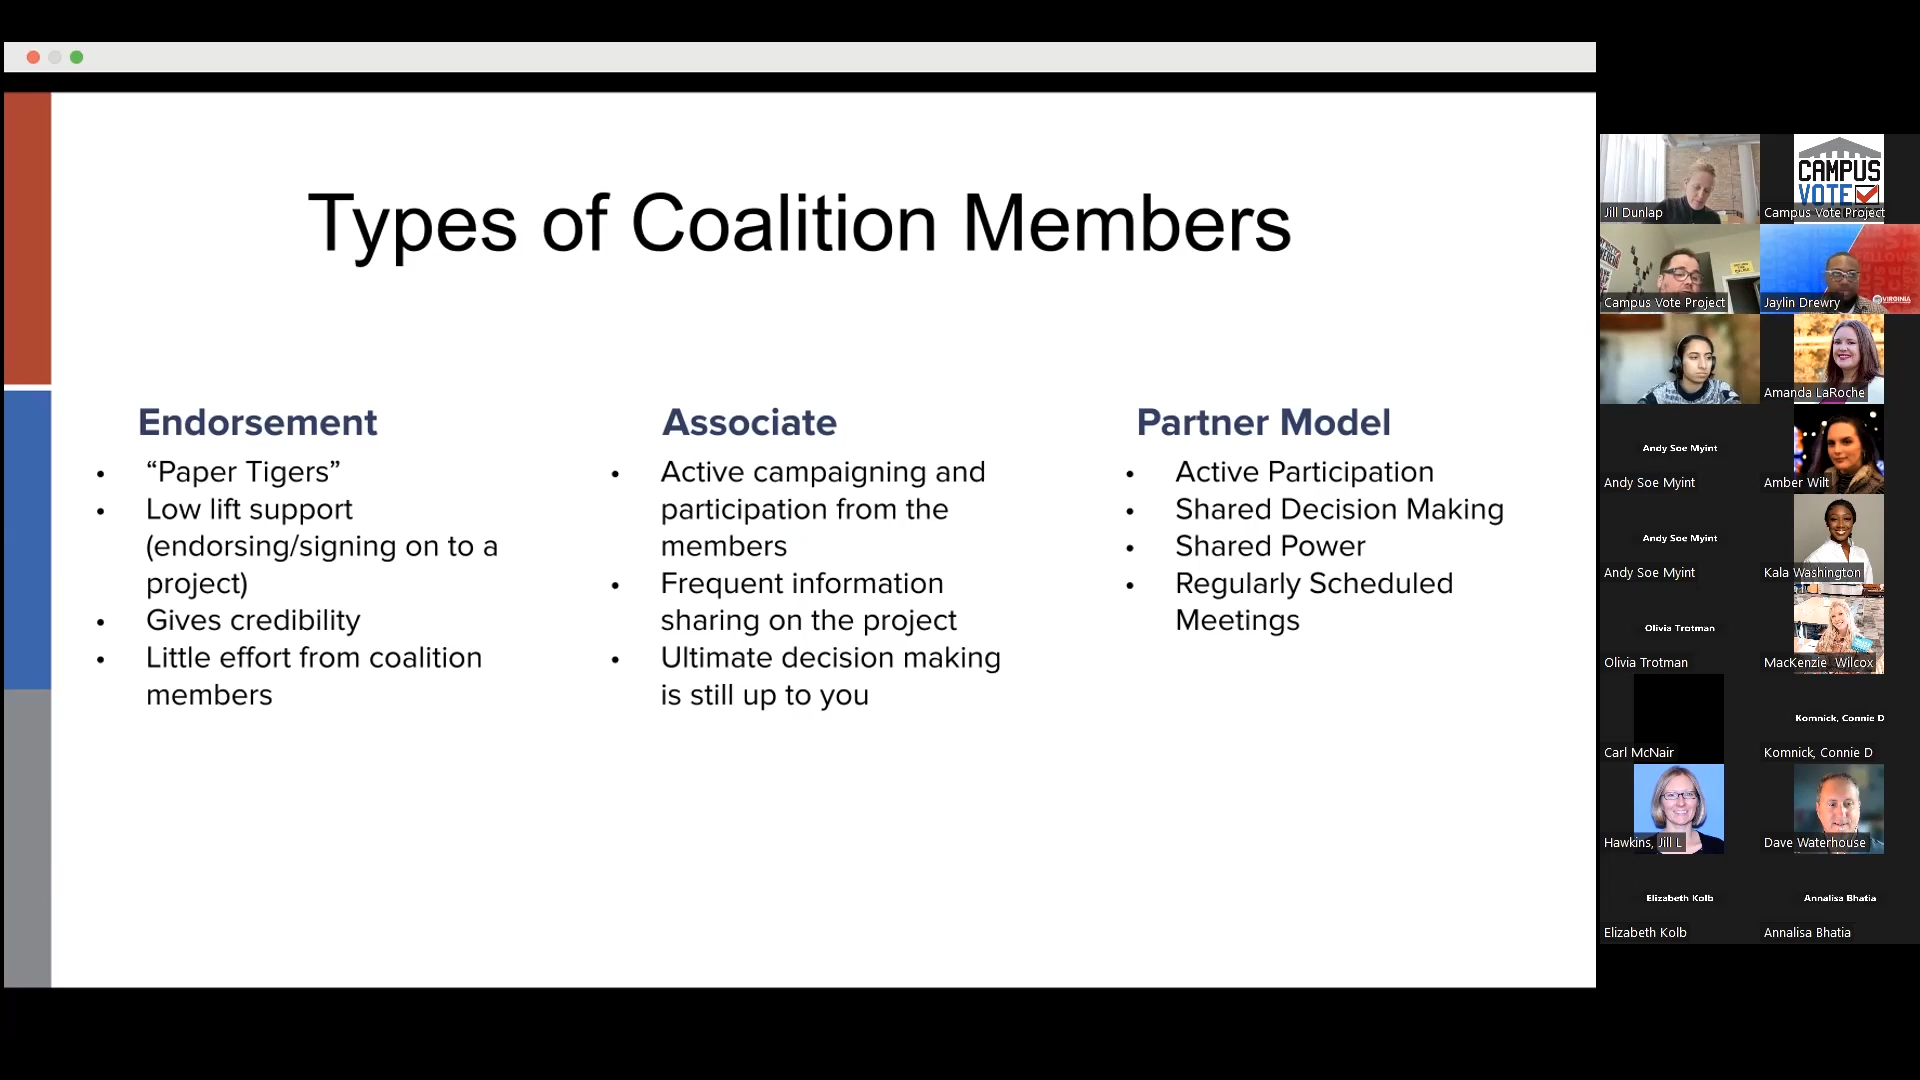 Types of Coalition Members
Endorsement
• “Paper Tigers”
• Low lift support
(endorsing/signing on to a
project)
• Gives credibility
• Little effort from coalition
members
Associate
• Active campaigning and
participation from the
members
• Frequent information
sharing on the project
• Ultimate decision making
is still up to you
Partner Model
• Active Participation
• Shared Decision Making
• Shared Power
• Regularly Scheduled
Meetings
Jill Dunlap
CAMPUS
VOTE
Campus Vote Project
Campus Vote Project
Jaylin Drewry
VIRGINIA
Amanda LaRoche
Andy Soe Myint
Andy Soe Myint
Amber Wilt
Andy Soe Myint
Andy Soe Myint
Kala Washington
Olivia Trotman
Olivia Trotman
MacKenzie Wilcox
Carl McNair
Komnick, Connie D
Komnick, Connie D
Hawkins, Jill L
Dave Waterhouse
Elizabeth Kolb
Elizabeth Kolb
Annalisa Bhatia
Annalisa Bhatia